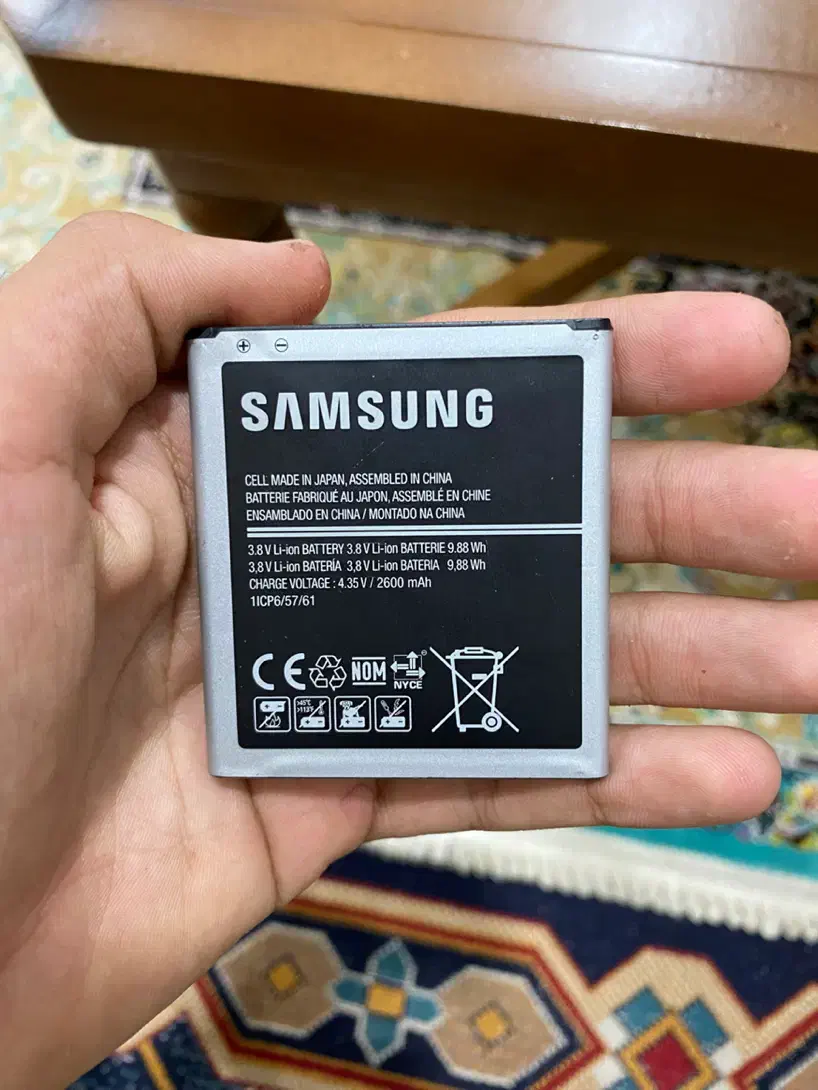 ⊕ ⊖
SAMSUNG
CELL MADE IN JAPAN, ASSEMBLED IN CHINA
BATTERIE FABRIQUÉ AU JAPON, ASSEMBLÉ EN CHINE
ENSAMBLADO EN CHINA / MONTADO NA CHINA
3.8 V Li-ion BATTERY 3.8 V Li-ion BATTERIE 9.88 Wh
3,8 V Li-ion BATERÍA 3,8 V Li-ion BATERIA 9,88 Wh
CHARGE VOLTAGE : 4.35 V / 2600 mAh
1ICP6/57/61
CE NOM NYCE
>45°C
>113°F